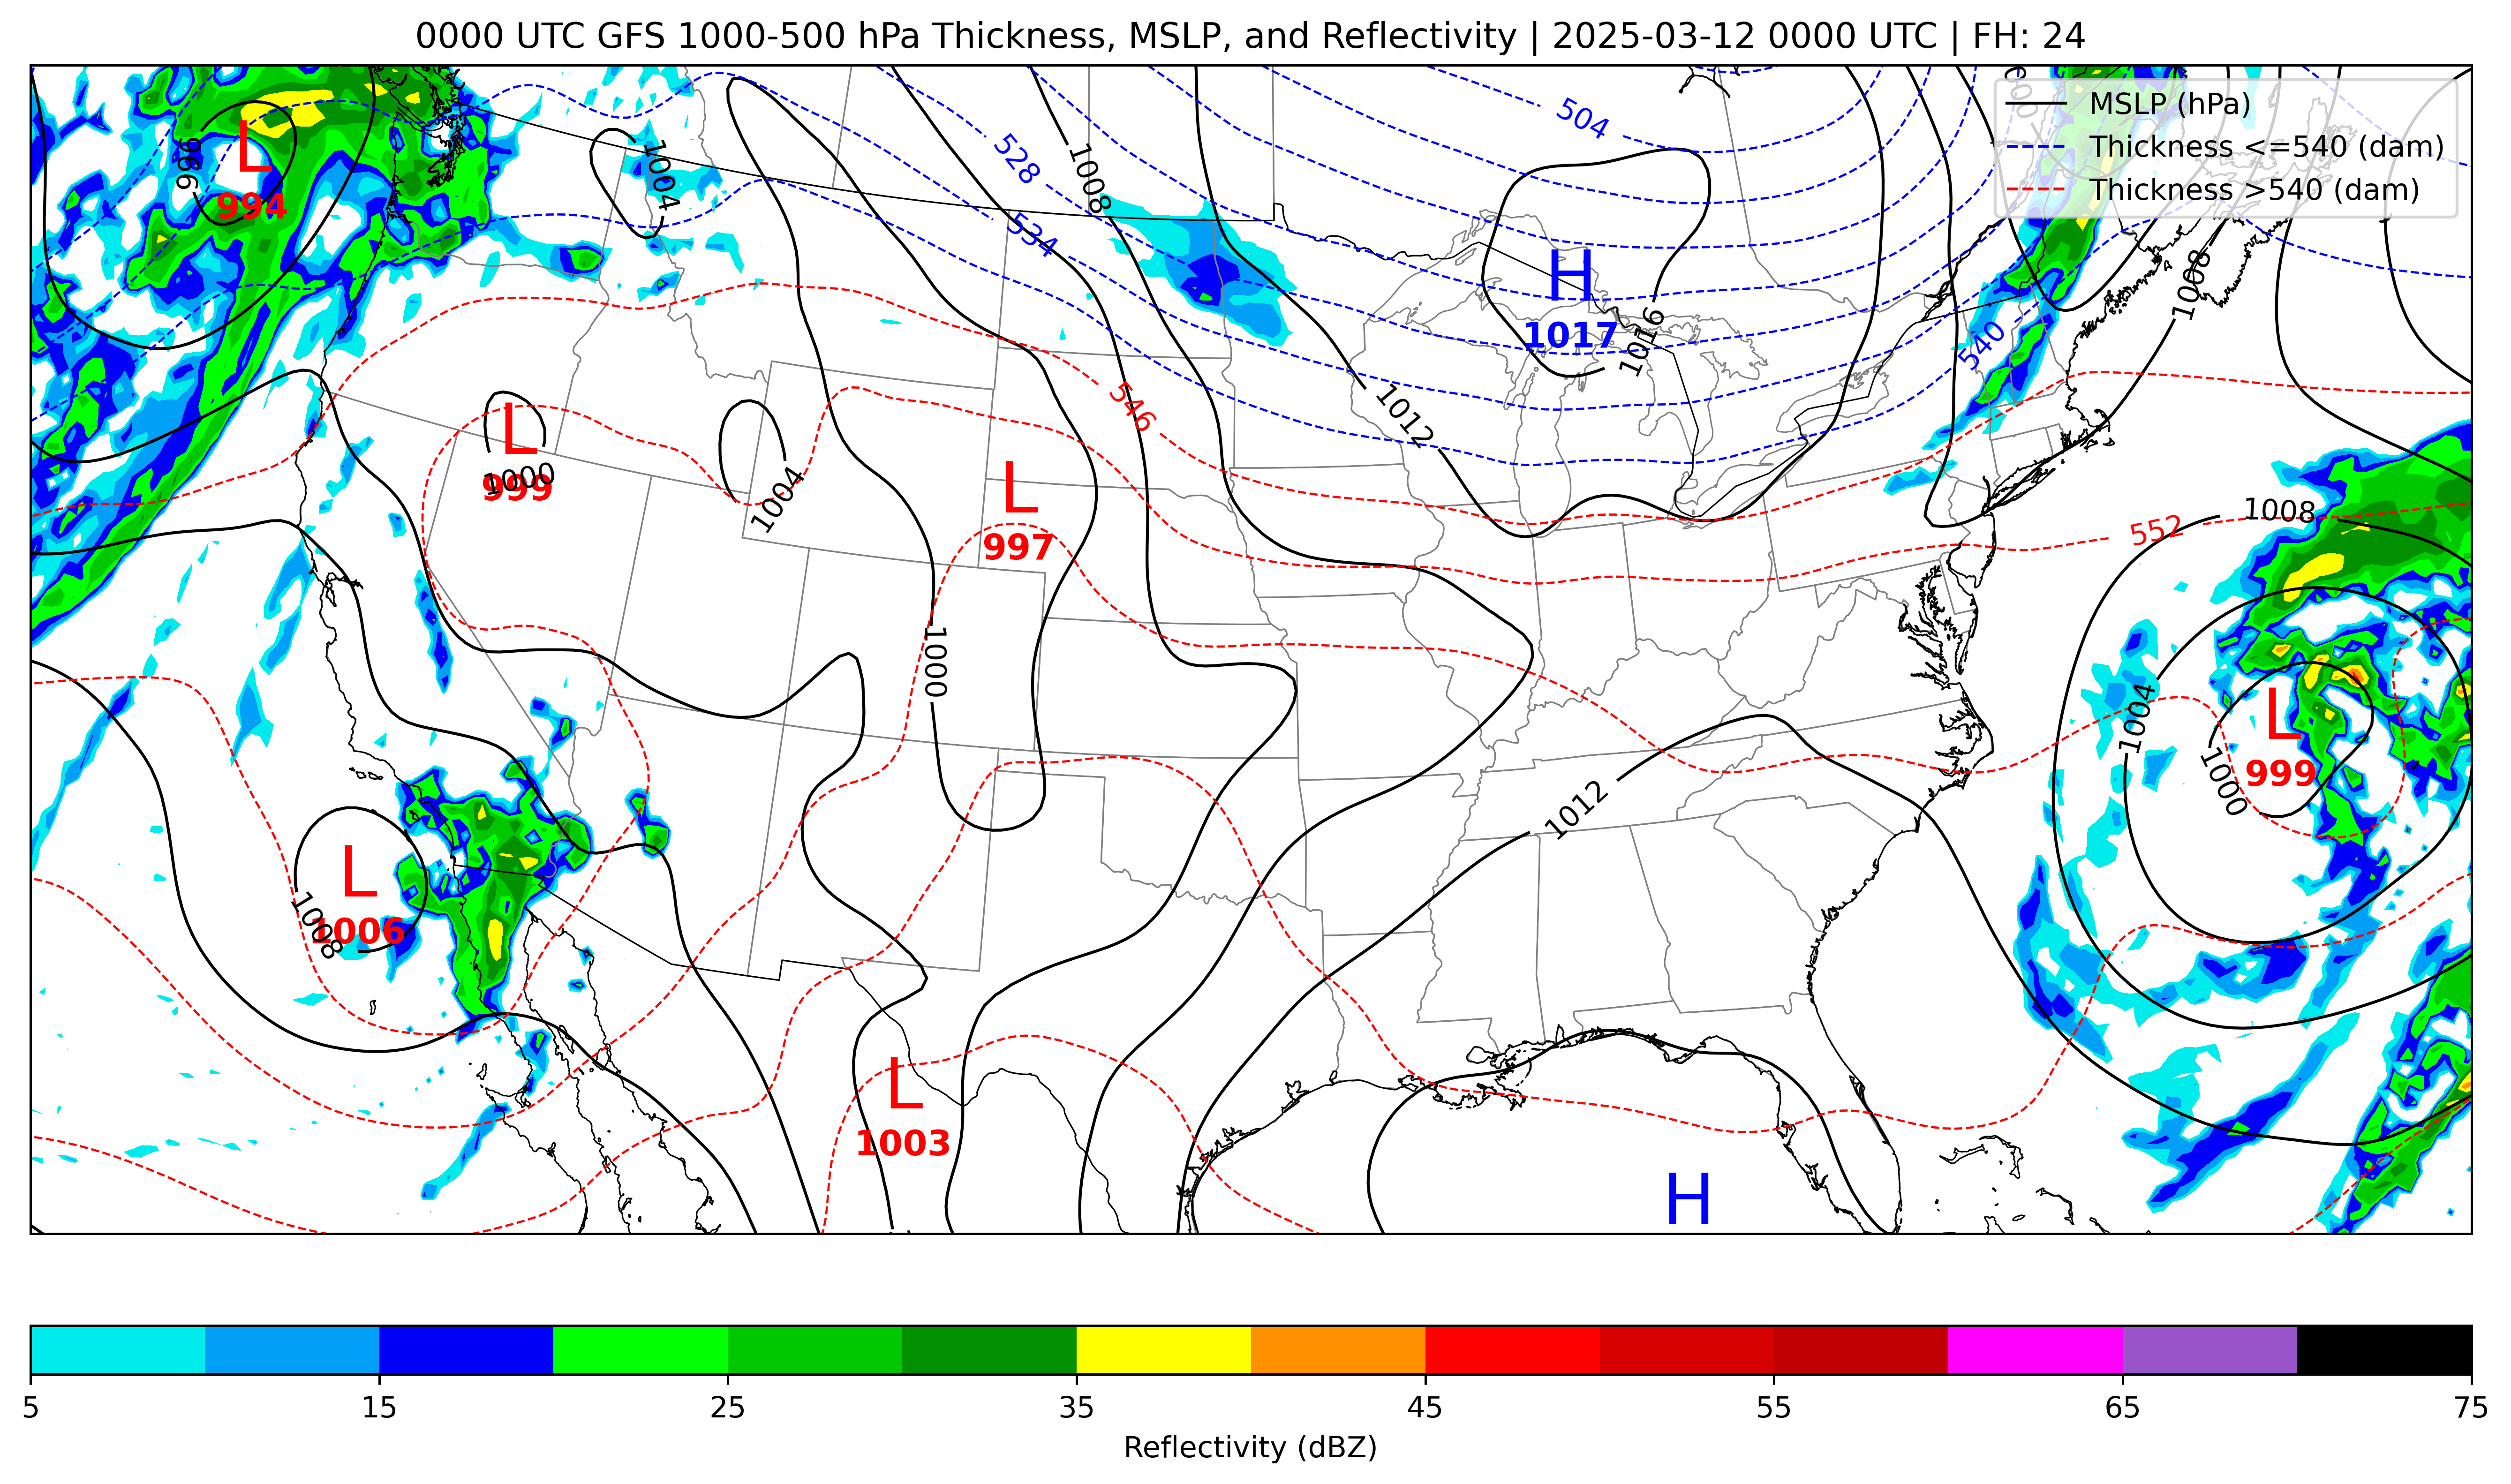 0000 UTC GFS 1000-500 hPa Thickness, MSLP, and Reflectivity | 2025-03-12 0000 UTC | FH: 24
MSLP (hPa)
Thickness <=540 (dam)
Thickness >540 (dam)
504
528
534
540
546
552
1008
1008
1008
1004
1004
1004
996
L
994
H
1017
1016
1012
L
999
1000
L
997
1000
1012
L
999
1000
L
1006
1008
L
1003
H
5
15
25
35
45
55
65
75
Reflectivity (dBZ)